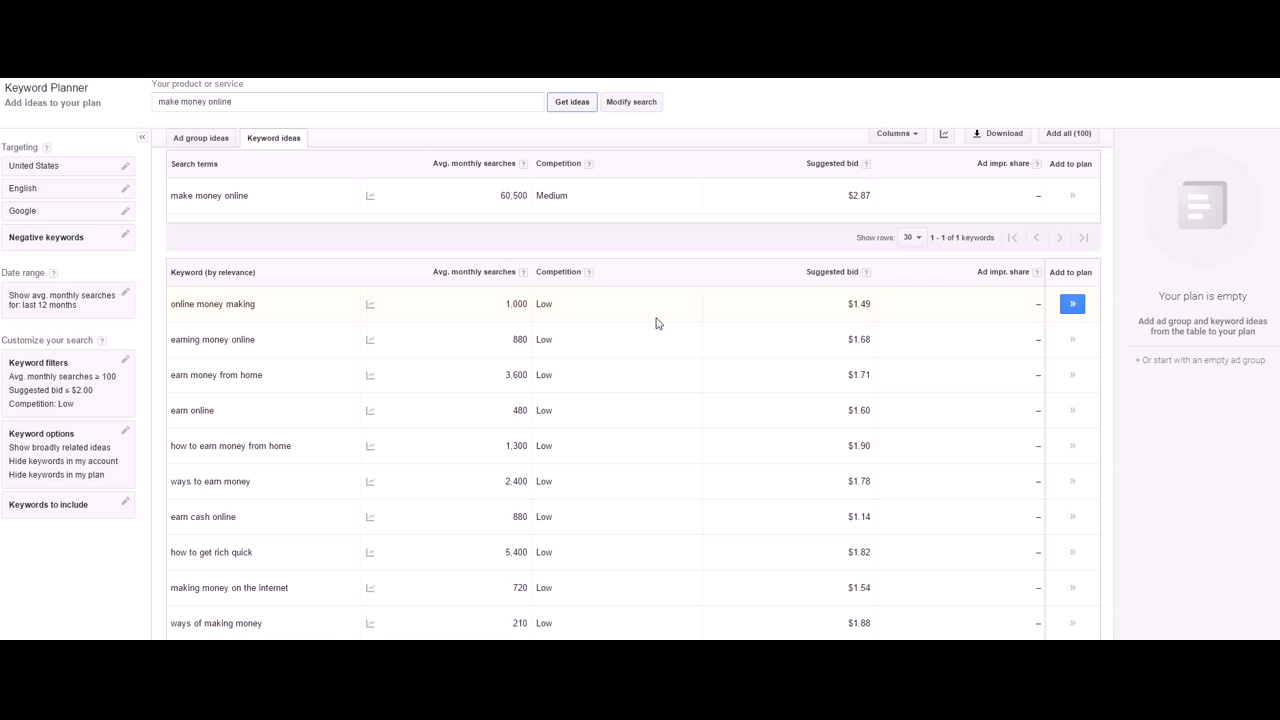 Keyword Planner
Add ideas to your plan
Your product or service
make money online
Get ideas
Modify search
Targeting ?
United States
English
Google
Negative keywords
Date range ?
Show avg. monthly searches
for: last 12 months
Customize your search ?
Keyword filters
Avg. monthly searches ≥ 100
Suggested bid ≤ $2.00
Competition: Low
Keyword options
Show broadly related ideas
Hide keywords in my account
Hide keywords in my plan
Keywords to include
Ad group ideas Keyword ideas Columns Download Add all (100)
Search terms Avg. monthly searches ? Competition ? Suggested bid ? Ad impr. share ? Add to plan
make money online 60,500 Medium $2.87 – »
Show rows: 30 1 - 1 of 1 keywords
Keyword (by relevance) Avg. monthly searches ? Competition ? Suggested bid ? Ad impr. share ? Add to plan
online money making 1,000 Low $1.49 – »
earning money online 880 Low $1.68 – »
earn money from home 3,600 Low $1.71 – »
earn online 480 Low $1.60 – »
how to earn money from home 1,300 Low $1.90 – »
ways to earn money 2,400 Low $1.78 – »
earn cash online 880 Low $1.14 – »
how to get rich quick 5,400 Low $1.82 – »
making money on the internet 720 Low $1.54 – »
ways of making money 210 Low $1.88 – »
Your plan is empty
Add ad group and keyword ideas
from the table to your plan
+ Or start with an empty ad group